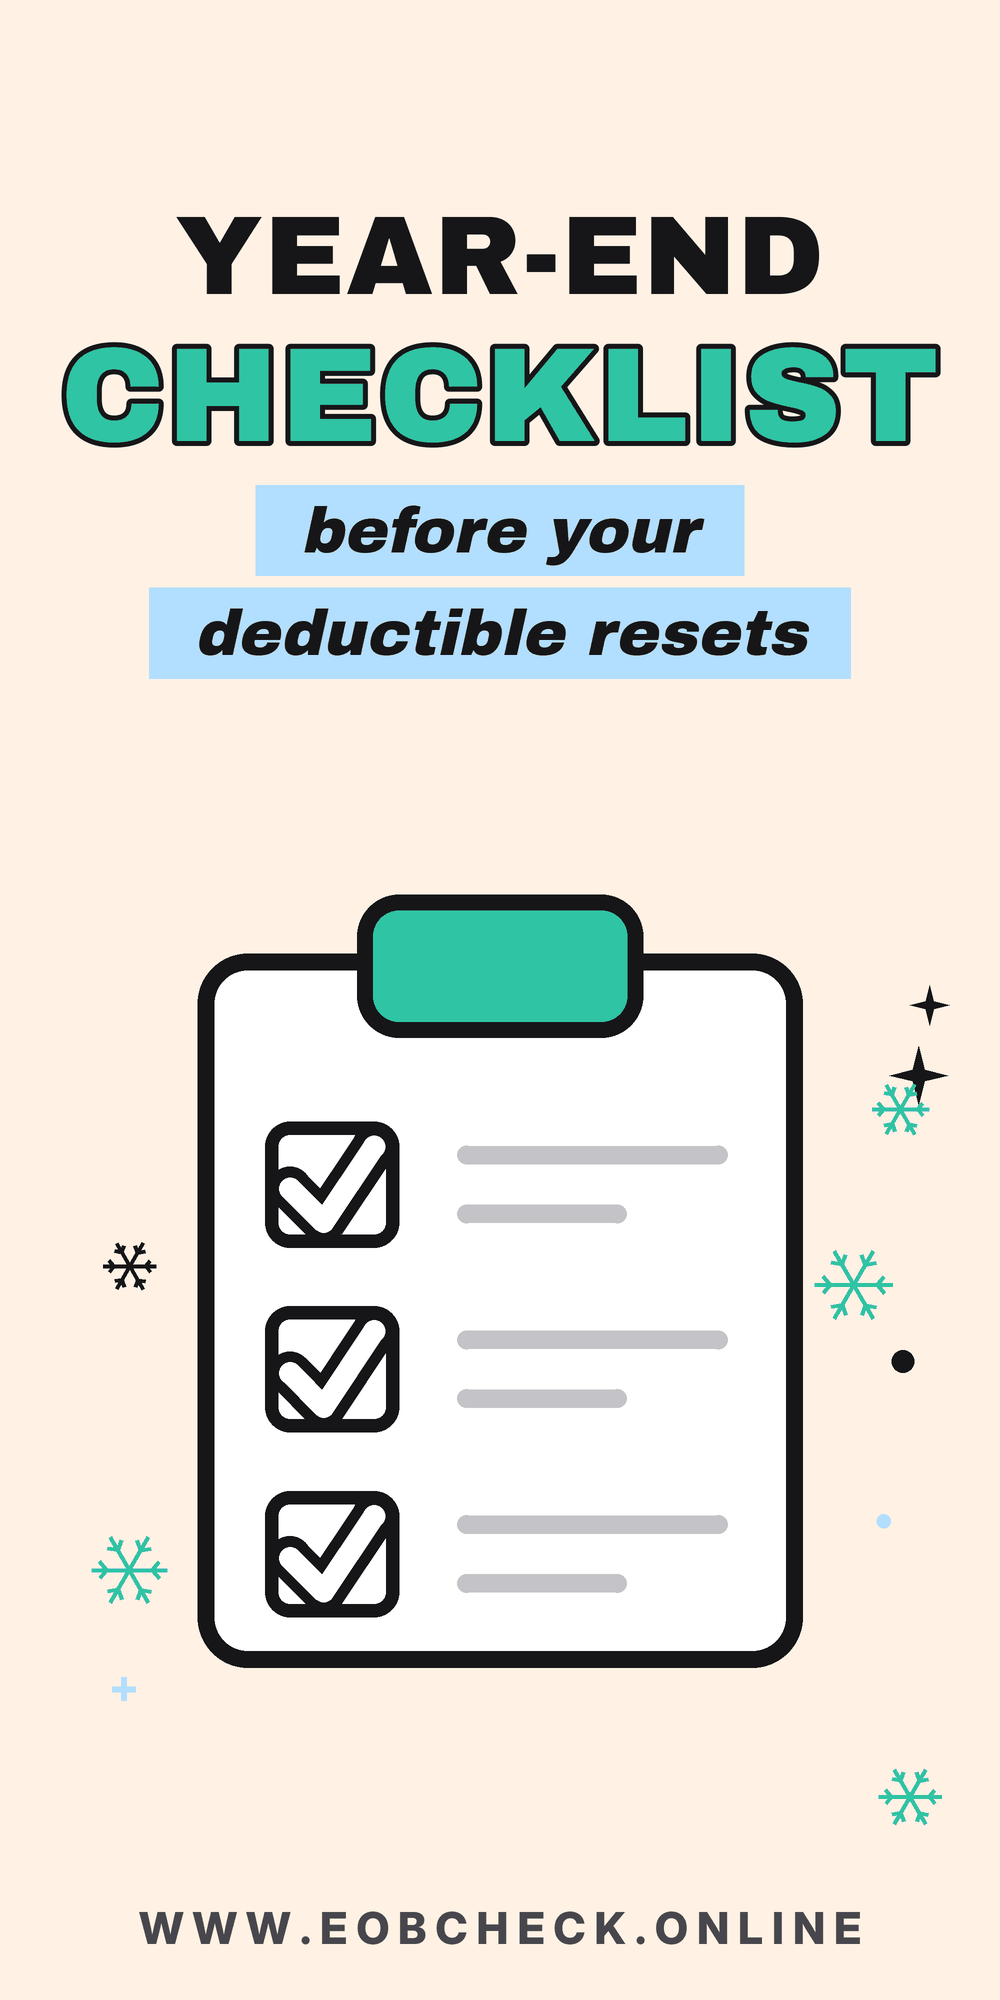 YEAR-END
CHECKLIST
before your
deductible resets
WWW.EOBCHECK.ONLINE